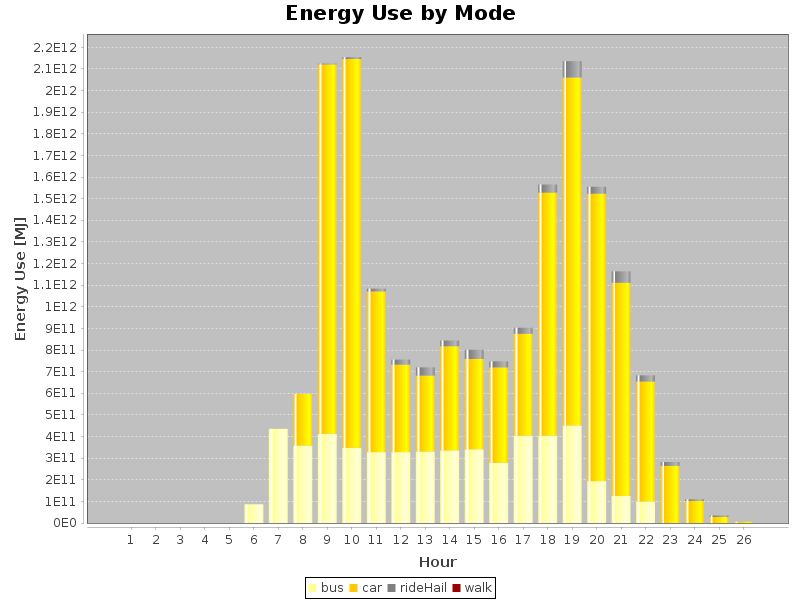 Energy Use by Mode
Energy Use [MJ]
2.2E12
2.1E12
2E12
1.9E12
1.8E12
1.7E12
1.6E12
1.5E12
1.4E12
1.3E12
1.2E12
1.1E12
1E12
9E11
8E11
7E11
6E11
5E11
4E11
3E11
2E11
1E11
0E0
1 2 3 4 5 6 7 8 9 10 11 12 13 14 15 16 17 18 19 20 21 22 23 24 25 26
Hour
bus car rideHail walk